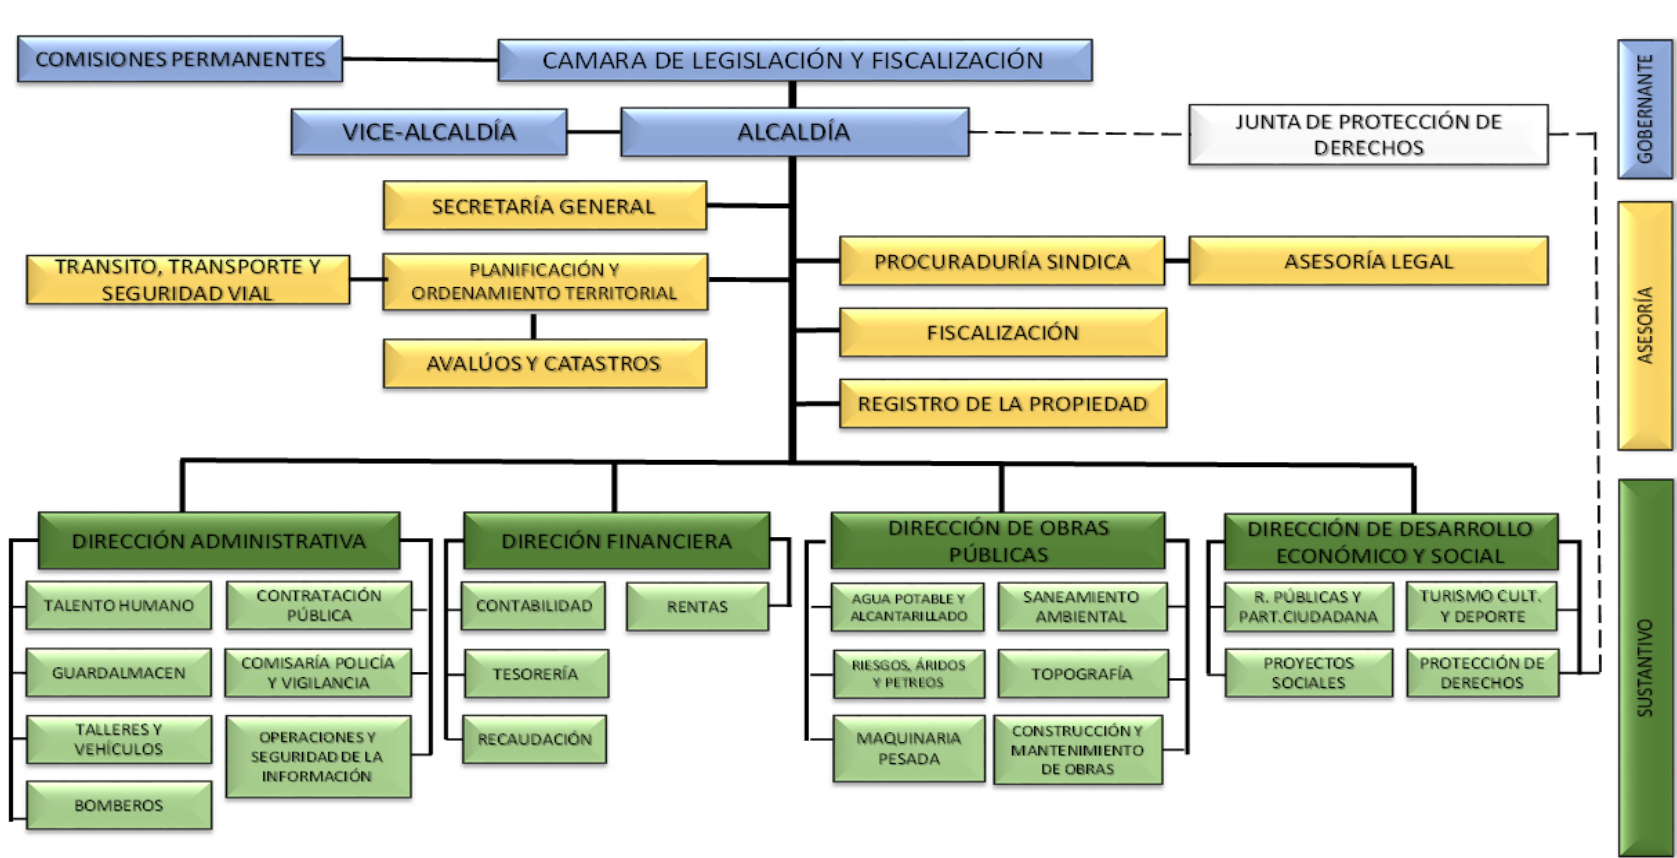 COMISIONES PERMANENTES
CAMARA DE LEGISLACIÓN Y FISCALIZACIÓN
VICE-ALCALDÍA
ALCALDÍA
JUNTA DE PROTECCIÓN DE
DERECHOS
GOBERNANTE
SECRETARÍA GENERAL
TRANSITO, TRANSPORTE Y
SEGURIDAD VIAL
PLANIFICACIÓN Y
ORDENAMIENTO TERRITORIAL
AVALÚOS Y CATASTROS
PROCURADURÍA SINDICA
ASESORÍA LEGAL
FISCALIZACIÓN
REGISTRO DE LA PROPIEDAD
ASESORÍA
DIRECCIÓN ADMINISTRATIVA
TALENTO HUMANO
CONTRATACIÓN
PÚBLICA
GUARDALMACEN
COMISARÍA POLICÍA
Y VIGILANCIA
TALLERES Y
VEHÍCULOS
OPERACIONES Y
SEGURIDAD DE LA
INFORMACIÓN
BOMBEROS
DIRECIÓN FINANCIERA
CONTABILIDAD
RENTAS
TESORERÍA
RECAUDACIÓN
DIRECCIÓN DE OBRAS
PÚBLICAS
AGUA POTABLE Y
ALCANTARILLADO
SANEAMIENTO
AMBIENTAL
RIESGOS, ÁRIDOS
Y PETREOS
TOPOGRAFÍA
MAQUINARIA
PESADA
CONSTRUCCIÓN Y
MANTENIMIENTO
DE OBRAS
DIRECCIÓN DE DESARROLLO
ECONÓMICO Y SOCIAL
R. PÚBLICAS Y
PART.CIUDADANA
TURISMO CULT.
Y DEPORTE
PROYECTOS
SOCIALES
PROTECCIÓN DE
DERECHOS
SUSTANTIVO